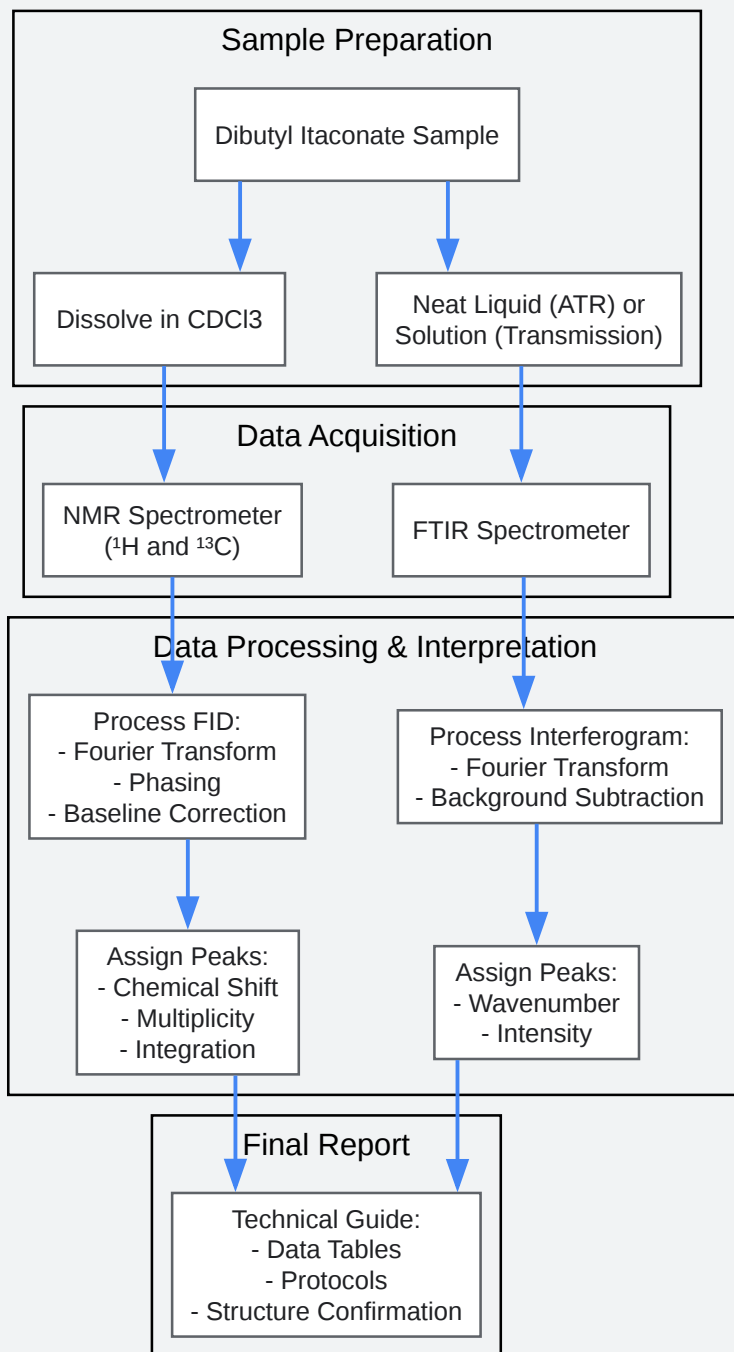 Sample Preparation
Dibutyl Itaconate Sample
Dissolve in CDCl3
Neat Liquid (ATR) or
Solution (Transmission)
Data Acquisition
NMR Spectrometer
(¹H and ¹³C)
FTIR Spectrometer
Data Processing & Interpretation
Process FID:
- Fourier Transform
- Phasing
- Baseline Correction
Process Interferogram:
- Fourier Transform
- Background Subtraction
Assign Peaks:
- Chemical Shift
- Multiplicity
- Integration
Assign Peaks:
- Wavenumber
- Intensity
Final Report
Technical Guide:
- Data Tables
- Protocols
- Structure Confirmation